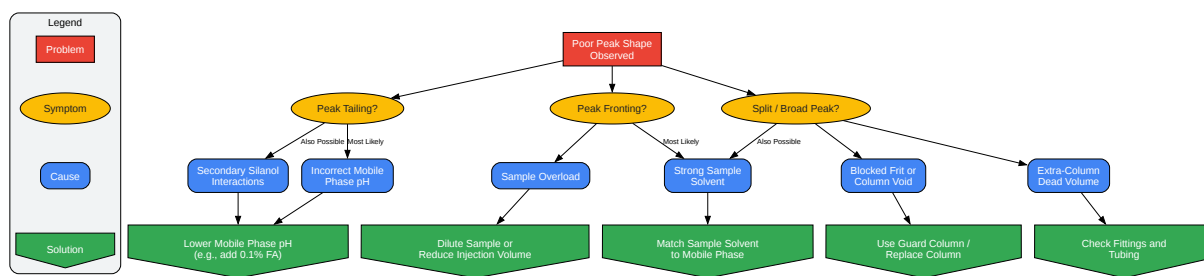 Legend
Problem
Symptom
Cause
Solution
Poor Peak Shape
Observed
Peak Tailing?
Peak Fronting?
Split / Broad Peak?
Also Possible
Most Likely
Most Likely
Also Possible
Secondary Silanol
Interactions
Incorrect Mobile
Phase pH
Sample Overload
Strong Sample
Solvent
Blocked Frit or
Column Void
Extra-Column
Dead Volume
Lower Mobile Phase pH
(e.g., add 0.1% FA)
Dilute Sample or
Reduce Injection Volume
Match Sample Solvent
to Mobile Phase
Use Guard Column /
Replace Column
Check Fittings and
Tubing